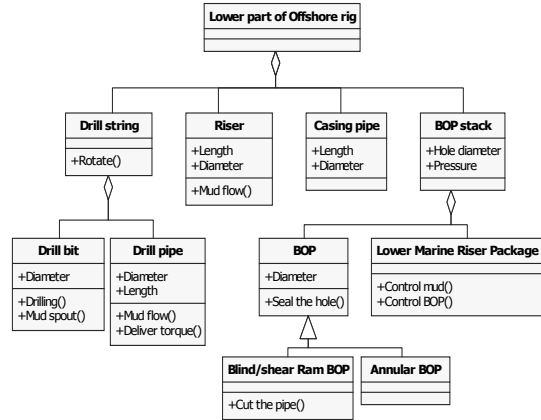 Lower part of Offshore rig
Drill string
+Rotate()
Riser
+Length
+Diameter
+Mud flow()
Casing pipe
+Length
+Diameter
BOP stack
+Hole diameter
+Pressure
Drill bit
+Diameter
+Drilling()
+Mud spout()
Drill pipe
+Diameter
+Length
+Mud flow()
+Deliver torque()
BOP
+Diameter
+Seal the hole()
Lower Marine Riser Package
+Control mud()
+Control BOP()
Blind/shear Ram BOP
+Cut the pipe()
Annular BOP